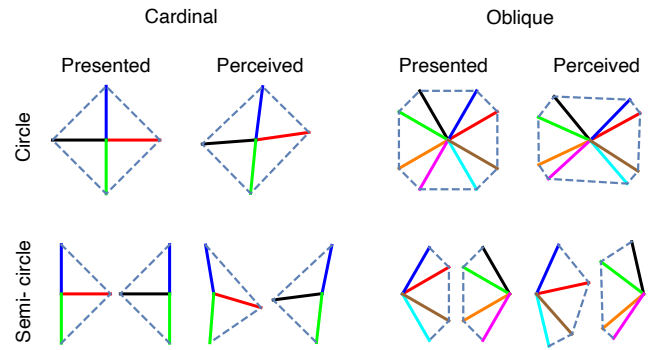 Cardinal
Oblique
Presented
Perceived
Presented
Perceived
Circle
Semi- circle